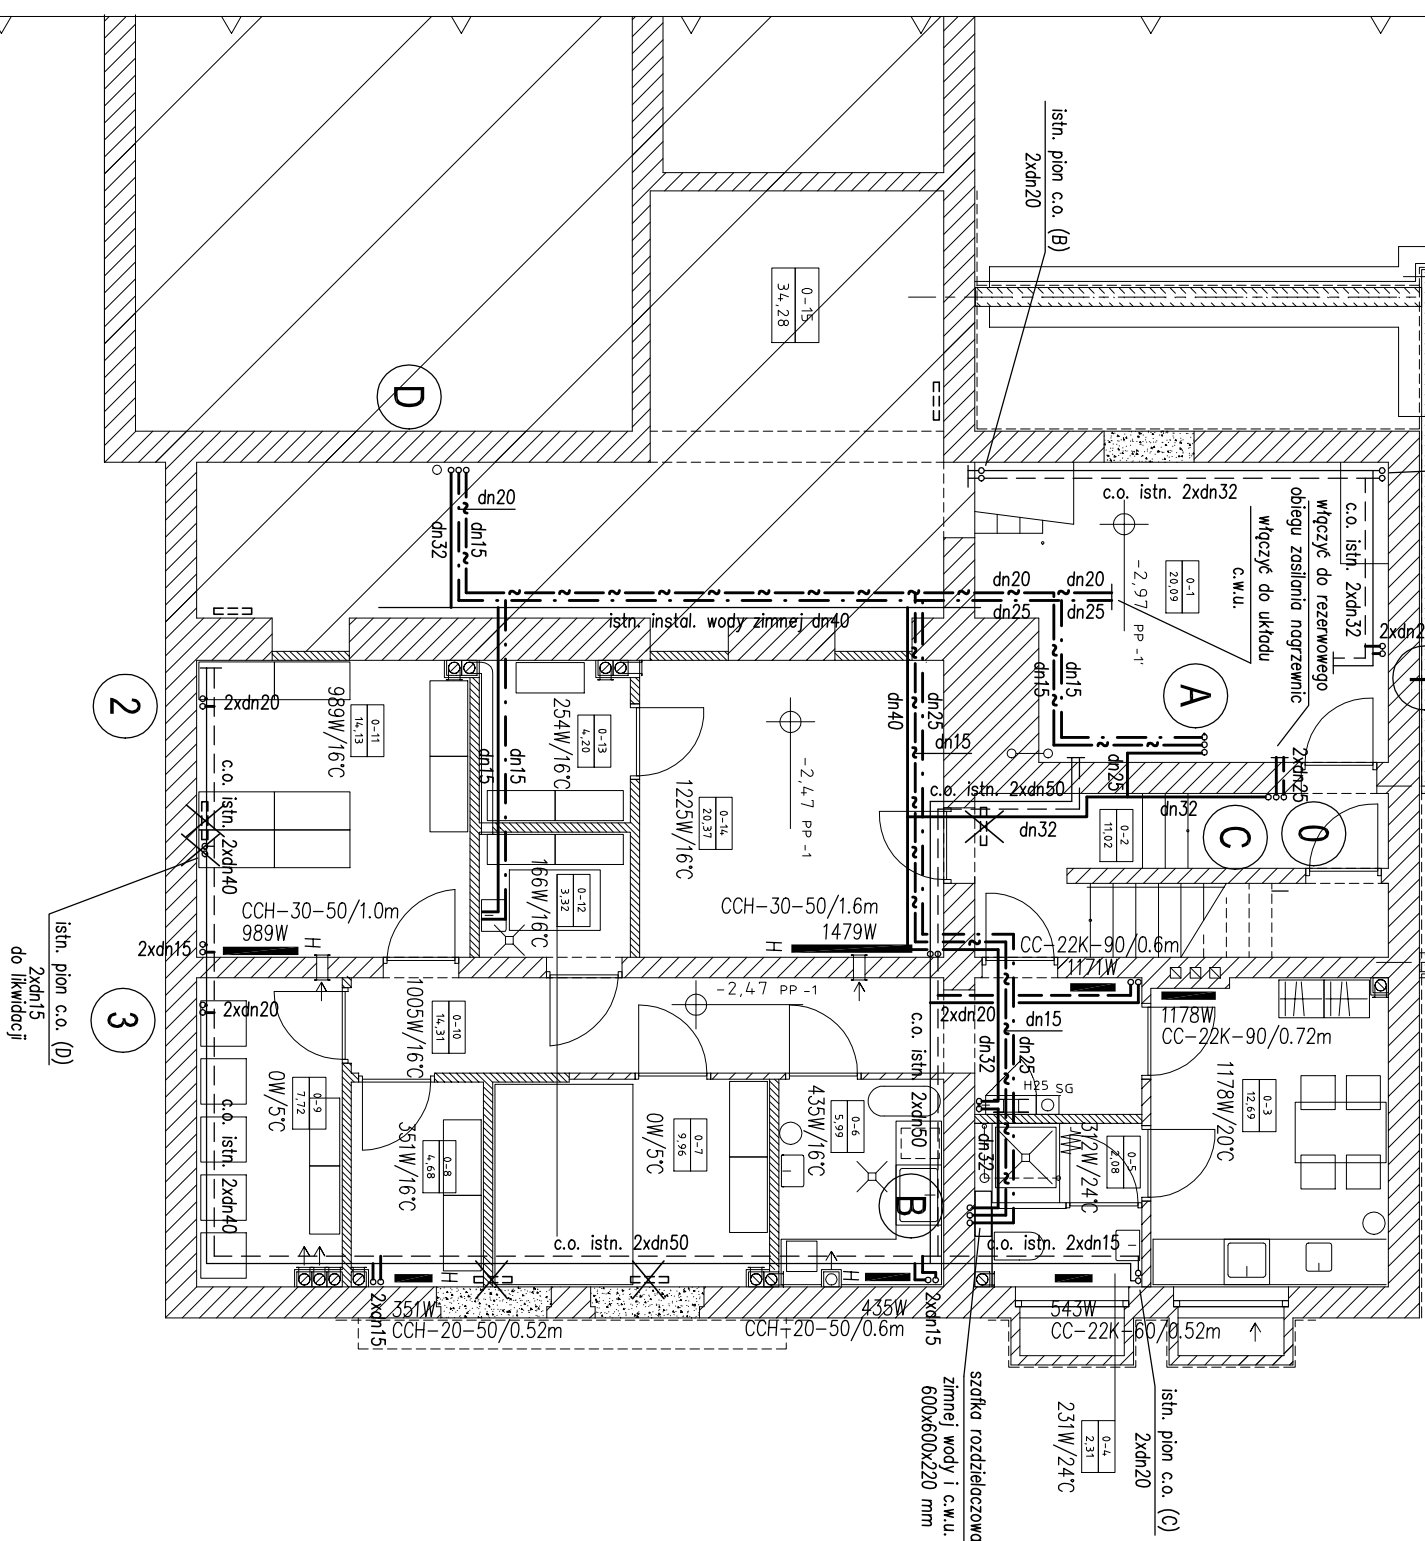 istn. pion c.o. (B)
2xdn20
0-15
34,28
D
dn20
dn15
dn32
c.o. istn. 2xdn32
c.o. istn. 2xdn32
włączyć do rezerwowego
obiegu zasilania nagrzewnic
włączyć do układu
c.w.u.
0-1
20,09
-2,97 PP -1'
dn20
dn20
dn25
dn25
istn. instal. wody zimnej dn40
dn15
dn15
A
2
2xdn20
0-11
14,13
989W/16°C
0-13
4,20
254W/16°C
dn15
dn15
-2,47 PP -1
dn40
dn25
dn15
dn25
2xdn25
c.o. istn. 2xdn50
dn32
dn32
0-2
11,02
C
0
0-14
20,37
1225W/16°C
c.o. istn. 2xdn40
0-12
3,32
166W/16°C
CCH-30-50/1.0m
989W
H
CCH-30-50/1.6m
1479W
H
CC-22K-90/0.6m
1171W
2xdn15
istn. pion c.o. (D)
2xdn15
do likwidacji
3
2xdn20
0-10
14,31
1005W/16°C
-2,47 PP -1
2xdn20
dn15
dn32
dn25
1178W
CC-22K-90/0.72m
c.o. istn. 2xdn50
H25 SG
0-3
12,69
1178W/20°C
0-9
7,72
0W/5°C
c.o. istn. 2xdn40
0-8
4,68
351W/16°C
0-7
9,96
0W/5°C
0-6
5,99
435W/16°C
B
dn32
0-5
2,08
312W/24°C
c.o. istn. 2xdn50
c.o. istn. 2xdn15
H
H
2xdn15
351W
CCH-20-50/0.52m
435W
CCH-20-50/0.6m
2xdn15
543W
CC-22K-60/0.52m
szafka rozdzielaczowa
zimnej wody i c.w.u.
600x600x220 mm
0-4
2,31
231W/24°C
istn. pion c.o. (C)
2xdn20